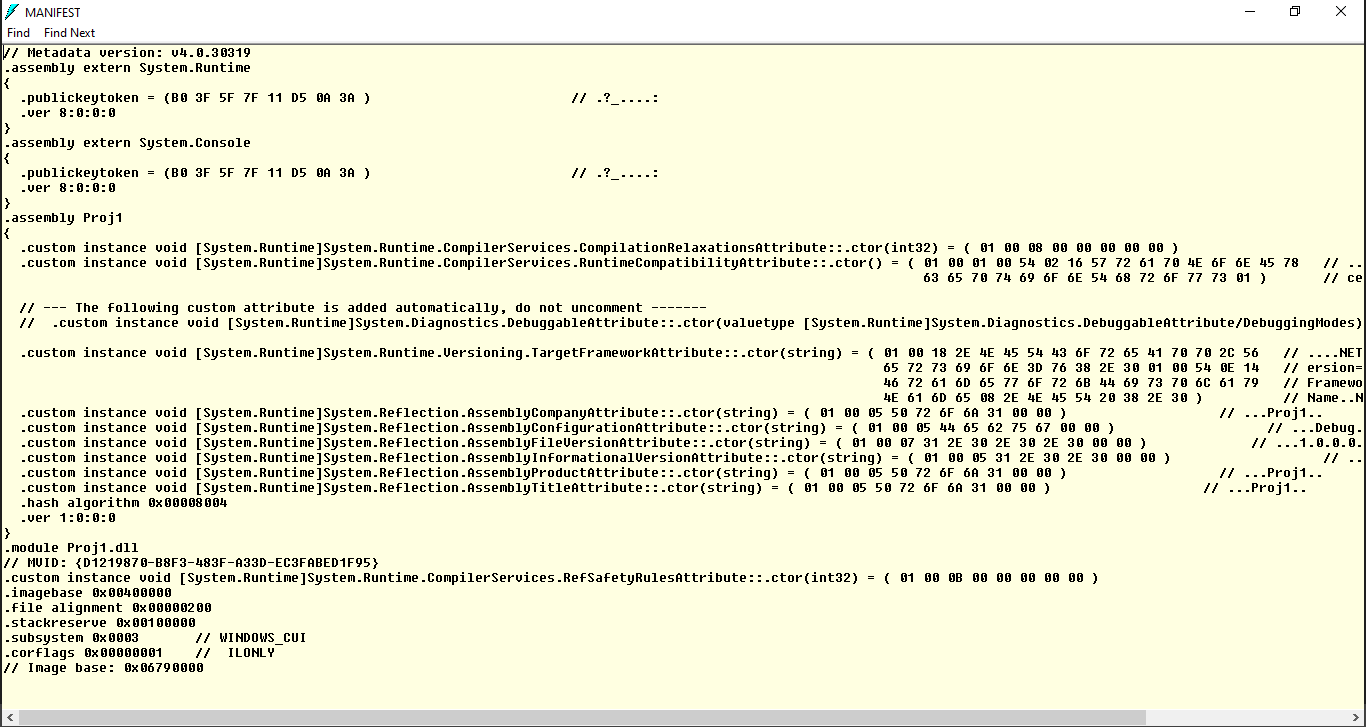 MANIFEST
Find Find Next
// Metadata version: v4.0.30319
.assembly extern System.Runtime
{
  .publickeytoken = (B0 3F 5F 7F 11 D5 0A 3A )                         // .?_....:
  .ver 8:0:0:0
}
.assembly extern System.Console
{
  .publickeytoken = (B0 3F 5F 7F 11 D5 0A 3A )                         // .?_....:
  .ver 8:0:0:0
}
.assembly Proj1
{
  .custom instance void [System.Runtime]System.Runtime.CompilerServices.CompilationRelaxationsAttribute::.ctor(int32) = ( 01 00 08 00 00 00 00 00 )
  .custom instance void [System.Runtime]System.Runtime.CompilerServices.RuntimeCompatibilityAttribute::.ctor() = ( 01 00 01 00 54 02 16 57 72 61 70 4E 6F 6E 45 78   // ..
63 65 70 74 69 6F 6E 54 68 72 6F 77 73 01 )       // ce
  // --- The following custom attribute is added automatically, do not uncomment -------
  //  .custom instance void [System.Runtime]System.Diagnostics.DebuggableAttribute::.ctor(valuetype [System.Runtime]System.Diagnostics.DebuggableAttribute/DebuggingModes)
  .custom instance void [System.Runtime]System.Runtime.Versioning.TargetFrameworkAttribute::.ctor(string) = ( 01 00 18 2E 4E 45 54 43 6F 72 65 41 70 70 2C 56   // ....NET
65 72 73 69 6F 6E 3D 76 38 2E 30 01 00 54 0E 14   // ersion=
46 72 61 6D 65 77 6F 72 6B 44 69 73 70 6C 61 79   // Framewo
4E 61 6D 65 08 2E 4E 45 54 20 38 2E 30 )          // Name..N
  .custom instance void [System.Runtime]System.Reflection.AssemblyCompanyAttribute::.ctor(string) = ( 01 00 05 50 72 6F 6A 31 00 00 )                   // ...Proj1..
  .custom instance void [System.Runtime]System.Reflection.AssemblyConfigurationAttribute::.ctor(string) = ( 01 00 05 44 65 62 75 67 00 00 )                   // ...Debug.
  .custom instance void [System.Runtime]System.Reflection.AssemblyFileVersionAttribute::.ctor(string) = ( 01 00 07 31 2E 30 2E 30 2E 30 00 00 )             // ...1.0.0.0.
  .custom instance void [System.Runtime]System.Reflection.AssemblyInformationalVersionAttribute::.ctor(string) = ( 01 00 05 31 2E 30 2E 30 00 00 )                   // ..
  .custom instance void [System.Runtime]System.Reflection.AssemblyProductAttribute::.ctor(string) = ( 01 00 05 50 72 6F 6A 31 00 00 )                   // ...Proj1..
  .custom instance void [System.Runtime]System.Reflection.AssemblyTitleAttribute::.ctor(string) = ( 01 00 05 50 72 6F 6A 31 00 00 )                   // ...Proj1..
  .hash algorithm 0x00008004
  .ver 1:0:0:0
}
.module Proj1.dll
// MVID: {D1219870-B8F3-483F-A33D-EC3FABED1F95}
.custom instance void [System.Runtime]System.Runtime.CompilerServices.RefSafetyRulesAttribute::.ctor(int32) = ( 01 00 0B 00 00 00 00 00 )
.imagebase 0x00400000
.file alignment 0x00000200
.stackreserve 0x00100000
.subsystem 0x0003       // WINDOWS_CUI
.corflags 0x00000001    //  ILONLY
// Image base: 0x06790000